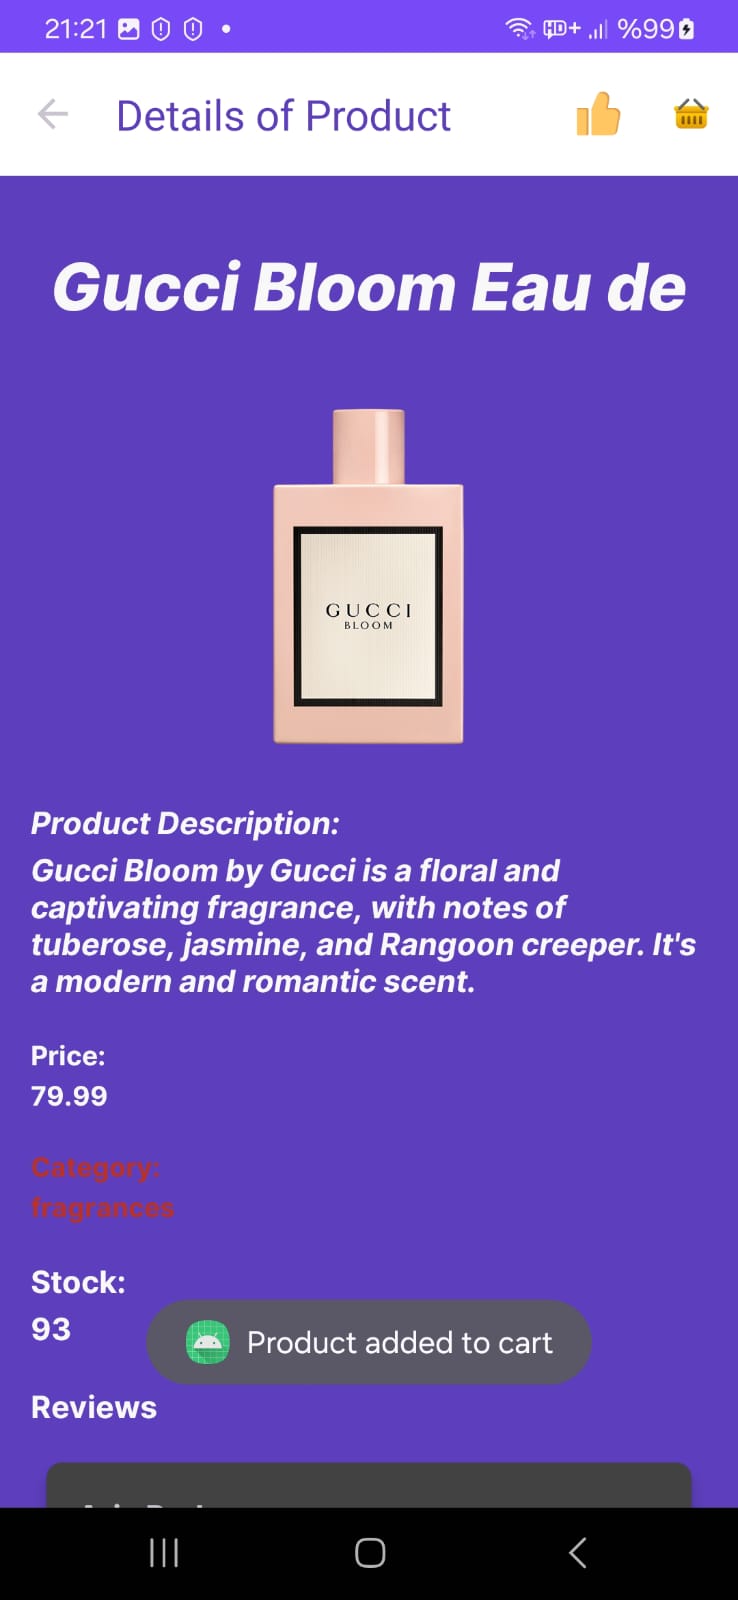 21:21
HD+ %99
Details of Product
Gucci Bloom Eau de
GUCCI
BLOOM
Product Description:
Gucci Bloom by Gucci is a floral and
captivating fragrance, with notes of
tuberose, jasmine, and Rangoon creeper. It's
a modern and romantic scent.
Price:
79.99
Category:
fragrances
Stock:
93
Product added to cart
Reviews